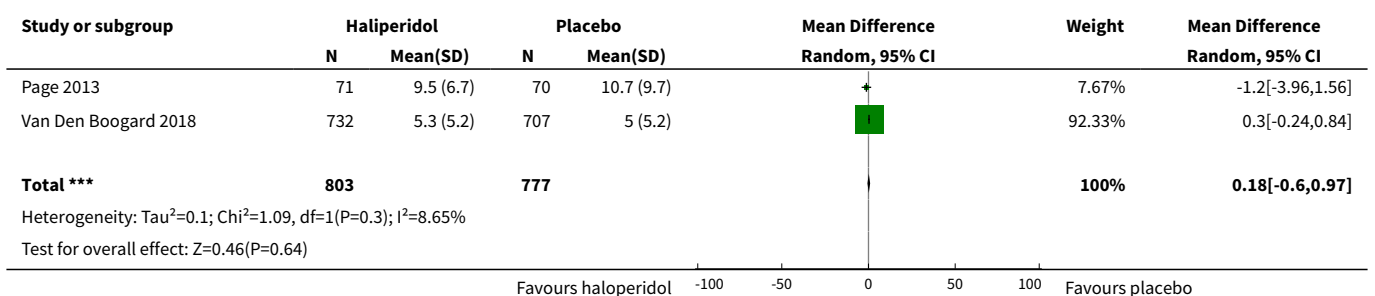 Study or subgroup Haliperidol Placebo Mean Difference Weight Mean Difference
N Mean(SD) N Mean(SD) Random, 95% CI Random, 95% CI
Page 2013 71 9.5 (6.7) 70 10.7 (9.7) 7.67% -1.2[-3.96,1.56]
Van Den Boogard 2018 732 5.3 (5.2) 707 5 (5.2) 92.33% 0.3[-0.24,0.84]
Total *** 803 777 100% 0.18[-0.6,0.97]
Heterogeneity: Tau²=0.1; Chi²=1.09, df=1(P=0.3); I²=8.65%
Test for overall effect: Z=0.46(P=0.64)
Favours haloperidol -100 -50 0 50 100 Favours placebo